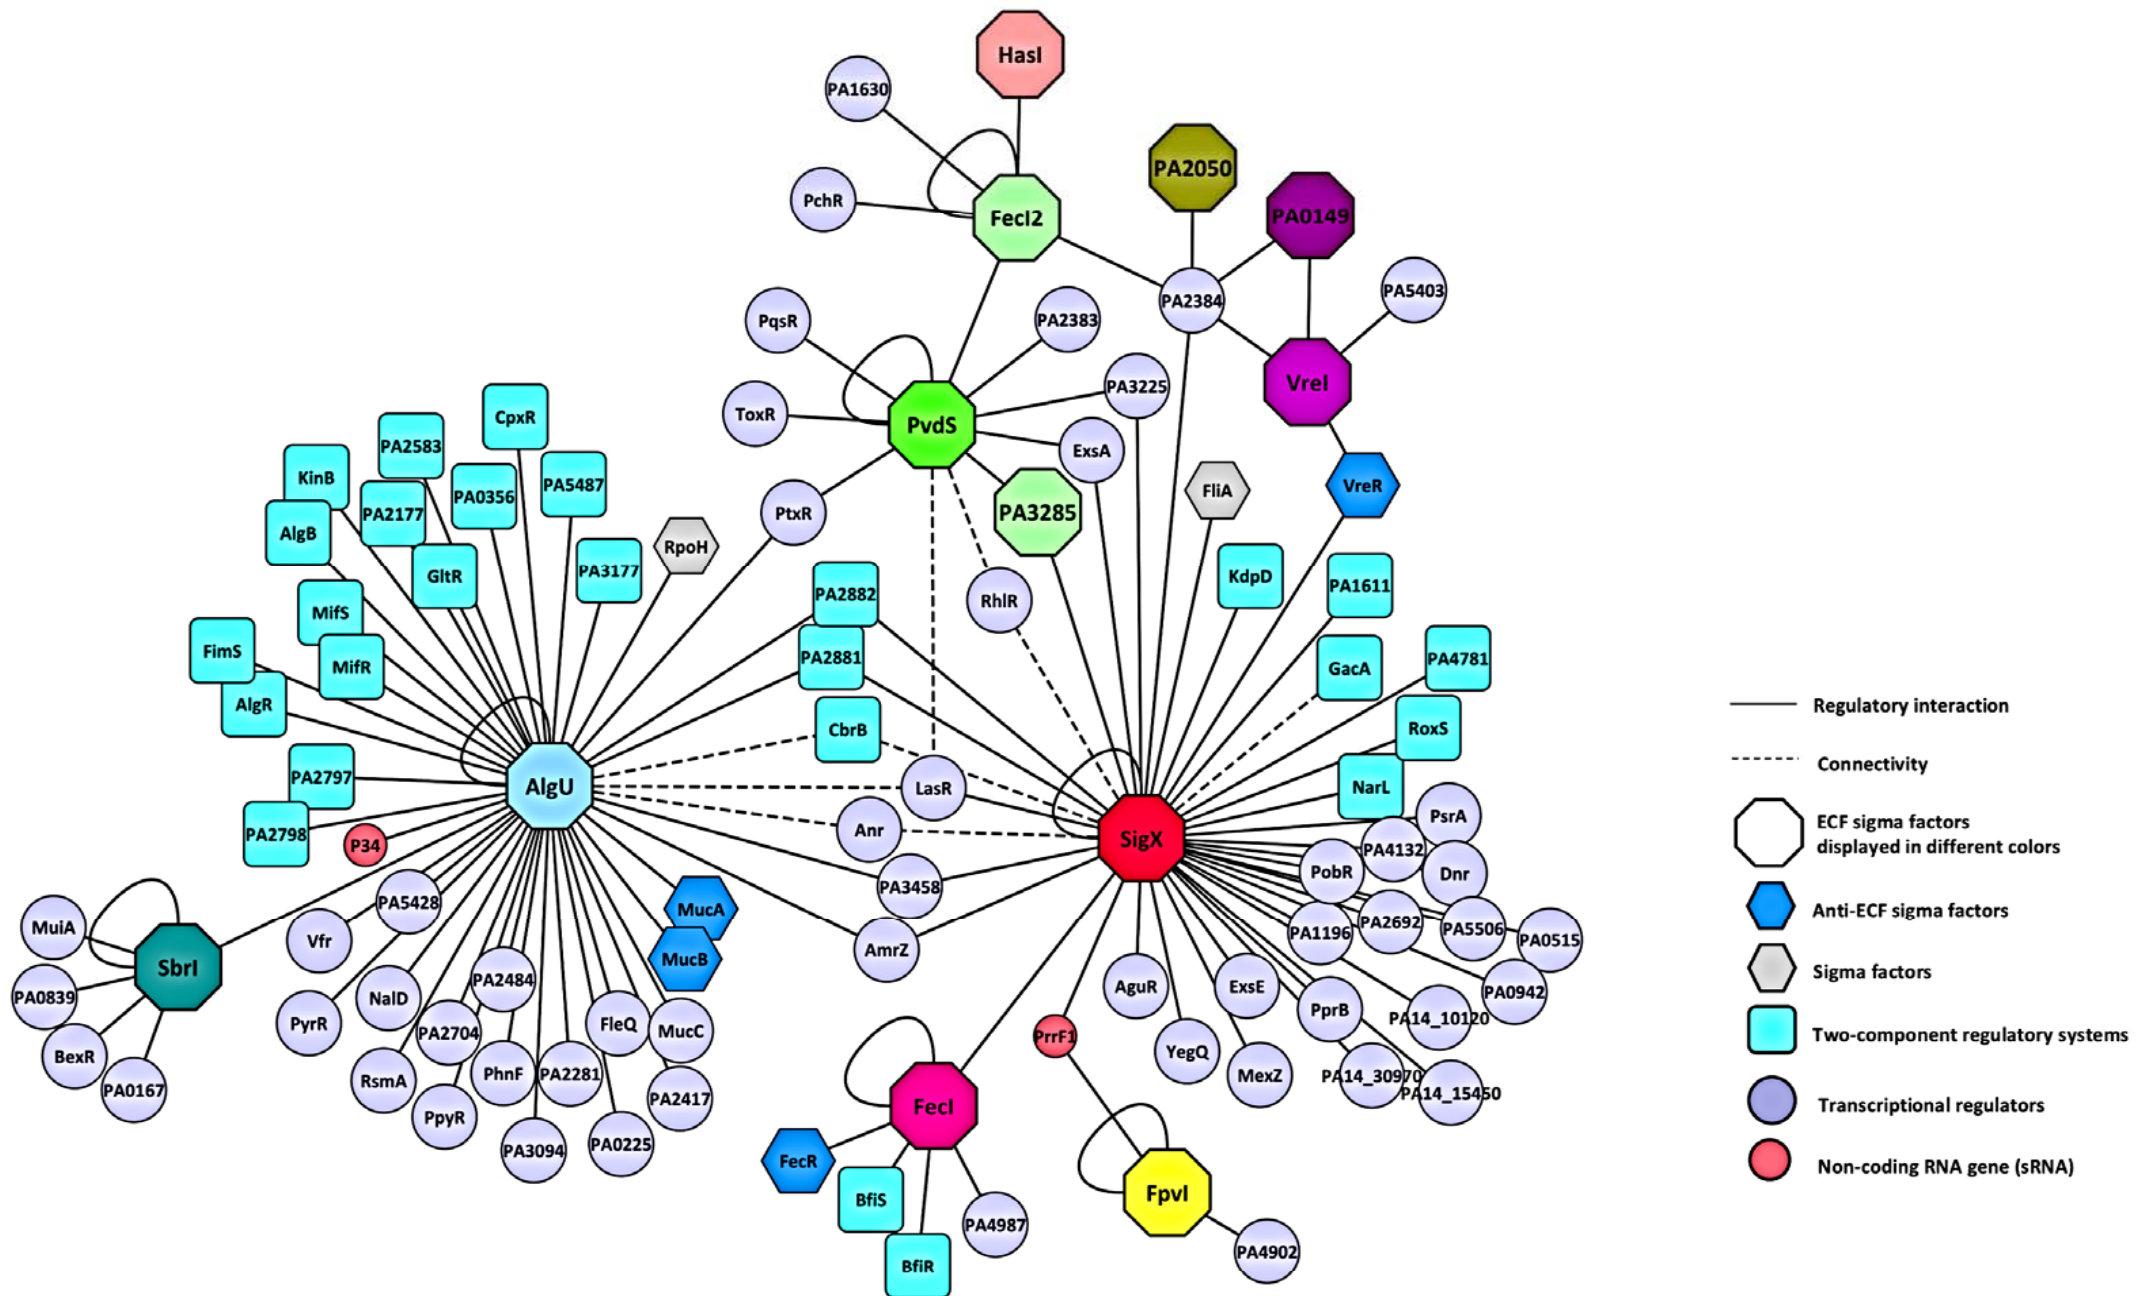 HasI
PA1630
PA2050
PchR
FecI2
PA0149
PA2384
PA5403
PqsR
PA2383
PA3225
VreI
CpxR
ToxR
PvdS
PA2583
ExsA
KinB
PA0356
PA5487
FliA
VreR
PA2177
PtxR
PA3285
AlgB
RpoH
GltR
PA3177
KdpD
PA1611
PA2882
RhlR
MifS
FimS
MifR
PA2881
GacA
PA4781
AlgR
CbrB
RoxS
PA2797
AlgU
LasR
NarL
PA2798
P34
Anr
SigX
PsrA
PA4132
PobR
Dnr
PA3458
PA5428
MucA
MuiA
Vfr
AmrZ
PA1196
PA2692
PA5506
PA0515
SbrI
MucB
PA0839
NalD
PA2484
AguR
ExsE
PA0942
PyrR
PA2704
FleQ
MucC
PrrF1
PprB
PA14_10120
BexR
YegQ
PA0167
RsmA
PhnF
PA2281
MexZ
PA14_30970
PA14_15450
PpyR
PA2417
FecI
PA3094
PA0225
FecR
BfiS
FpvI
PA4987
BfiR
PA4902
Regulatory interaction
Connectivity
ECF sigma factors
displayed in different colors
Anti-ECF sigma factors
Sigma factors
Two-component regulatory systems
Transcriptional regulators
Non-coding RNA gene (sRNA)